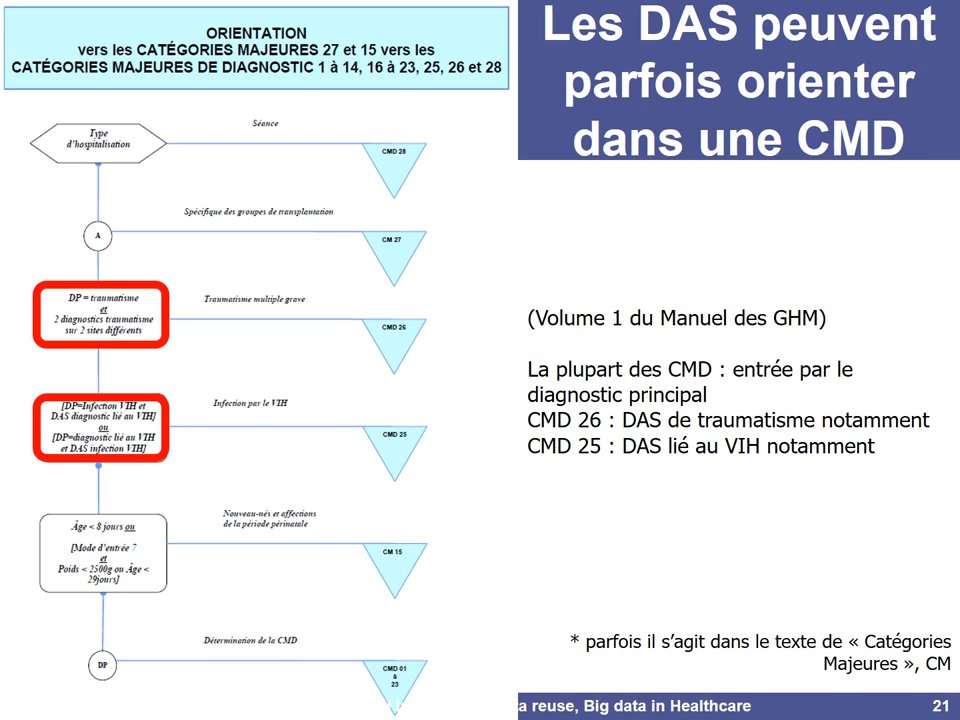 ORIENTATION
vers les CATÉGORIES MAJEURES 27 et 15 vers les
CATÉGORIES MAJEURES DE DIAGNOSTIC 1 à 14, 16 à 23, 25, 26 et 28
Les DAS peuvent
parfois orienter
dans une CMD
Type
d'hospitalisation
Séance
CMD 28
A
Spécifique des groupes de transplantation
CM 27
DP = traumatisme
et
2 diagnostics traumatisme
sur 2 sites différents
Traumatisme multiple grave
CMD 26
[DP=Infection VIH et
DAS diagnostic lié au VIH]
ou
[DP=diagnostic lié au VIH
et DAS infection VIH]
Infection par le VIH
CMD 25
Âge < 8 jours ou
[Mode d'entrée 7
et
Poids < 2500g ou Âge <
29jours]
Nouveau-nés et affections
de la période périnatale
CM 15
DP
Détermination de la CMD
CMD 01
à
23
(Volume 1 du Manuel des GHM)
La plupart des CMD : entrée par le
diagnostic principal
CMD 26 : DAS de traumatisme notamment
CMD 25 : DAS lié au VIH notamment
* parfois il s'agit dans le texte de « Catégories
Majeures », CM
a reuse, Big data in Healthcare
21